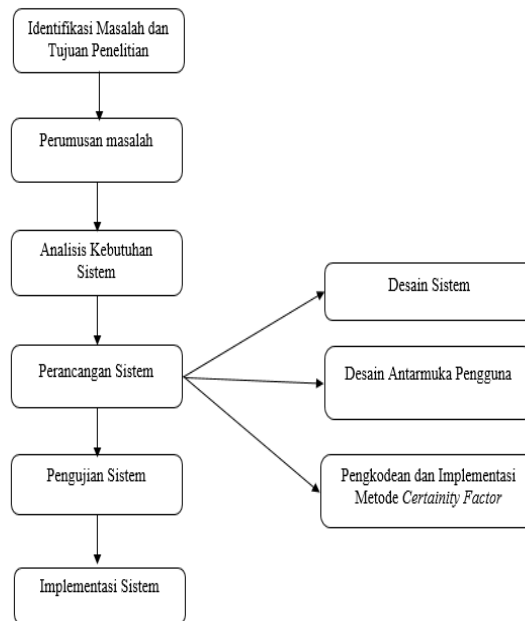 Identifikasi Masalah dan
Tujuan Penelitian
Perumusan masalah
Analisis Kebutuhan
Sistem
Desain Sistem
Perancangan Sistem
Desain Antarmuka Pengguna
Pengujian Sistem
Pengkodean dan Implementasi
Metode Certainity Factor
Implementasi Sistem